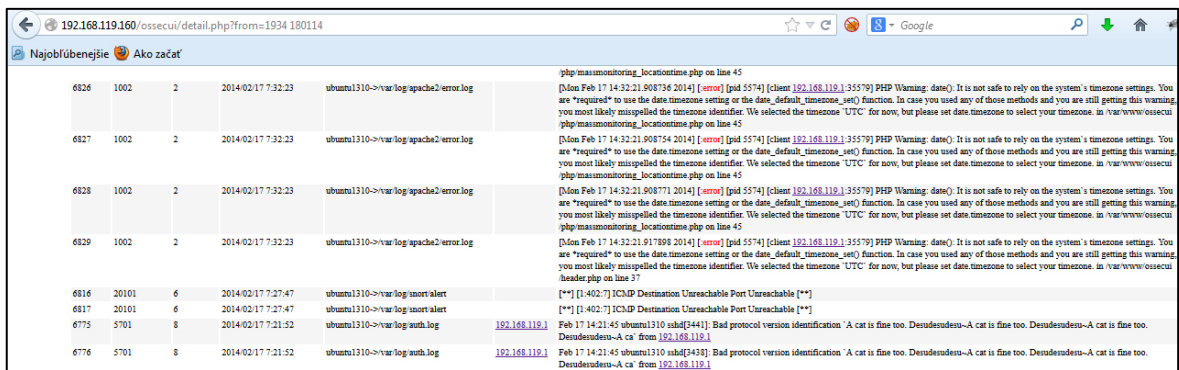 192.168.119.160/ossecui/detail.php?from=1934 180114
Google
Najobľúbenejšie Ako začať
/php/massmonitoring_locationtime.php on line 45
6826 1002 2 2014/02/17 7:32:23 ubuntu1310->/var/log/apache2/error.log [Mon Feb 17 14:32:21.908736 2014] [:error] [pid 5574] [client 192.168.119.1:35579] PHP Warning: date(): It is not safe to rely on the system`s timezone settings. You
are *required* to use the date.timezone setting or the date_default_timezone_set() function. In case you used any of those methods and you are still getting this warning,
you most likely misspelled the timezone identifier. We selected the timezone `UTC` for now, but please set date.timezone to select your timezone. in /var/www/ossecui
/php/massmonitoring_locationtime.php on line 45
6827 1002 2 2014/02/17 7:32:23 ubuntu1310->/var/log/apache2/error.log [Mon Feb 17 14:32:21.908754 2014] [:error] [pid 5574] [client 192.168.119.1:35579] PHP Warning: date(): It is not safe to rely on the system`s timezone settings. You
are *required* to use the date.timezone setting or the date_default_timezone_set() function. In case you used any of those methods and you are still getting this warning,
you most likely misspelled the timezone identifier. We selected the timezone `UTC` for now, but please set date.timezone to select your timezone. in /var/www/ossecui
/php/massmonitoring_locationtime.php on line 45
6828 1002 2 2014/02/17 7:32:23 ubuntu1310->/var/log/apache2/error.log [Mon Feb 17 14:32:21.908771 2014] [:error] [pid 5574] [client 192.168.119.1:35579] PHP Warning: date(): It is not safe to rely on the system`s timezone settings. You
are *required* to use the date.timezone setting or the date_default_timezone_set() function. In case you used any of those methods and you are still getting this warning,
you most likely misspelled the timezone identifier. We selected the timezone `UTC` for now, but please set date.timezone to select your timezone. in /var/www/ossecui
/php/massmonitoring_locationtime.php on line 45
6829 1002 2 2014/02/17 7:32:23 ubuntu1310->/var/log/apache2/error.log [Mon Feb 17 14:32:21.917898 2014] [:error] [pid 5574] [client 192.168.119.1:35579] PHP Warning: date(): It is not safe to rely on the system`s timezone settings. You
are *required* to use the date.timezone setting or the date_default_timezone_set() function. In case you used any of those methods and you are still getting this warning,
you most likely misspelled the timezone identifier. We selected the timezone `UTC` for now, but please set date.timezone to select your timezone. in /var/www/ossecui
/header.php on line 37
6816 20101 6 2014/02/17 7:27:47 ubuntu1310->/var/log/snort/alert [**] [1:402:7] ICMP Destination Unreachable Port Unreachable [**]
6817 20101 6 2014/02/17 7:27:47 ubuntu1310->/var/log/snort/alert [**] [1:402:7] ICMP Destination Unreachable Port Unreachable [**]
6775 5701 8 2014/02/17 7:21:52 ubuntu1310->/var/log/auth.log 192.168.119.1 Feb 17 14:21:45 ubuntu1310 sshd[3441]: Bad protocol version identification `A cat is fine too. Desudesudesu~A cat is fine too. Desudesudesu~A cat is fine too.
Desudesudesu~A ca` from 192.168.119.1
6776 5701 8 2014/02/17 7:21:52 ubuntu1310->/var/log/auth.log 192.168.119.1 Feb 17 14:21:45 ubuntu1310 sshd[3438]: Bad protocol version identification `A cat is fine too. Desudesudesu~A cat is fine too. Desudesudesu~A cat is fine too.
Desudesudesu~A ca` from 192.168.119.1